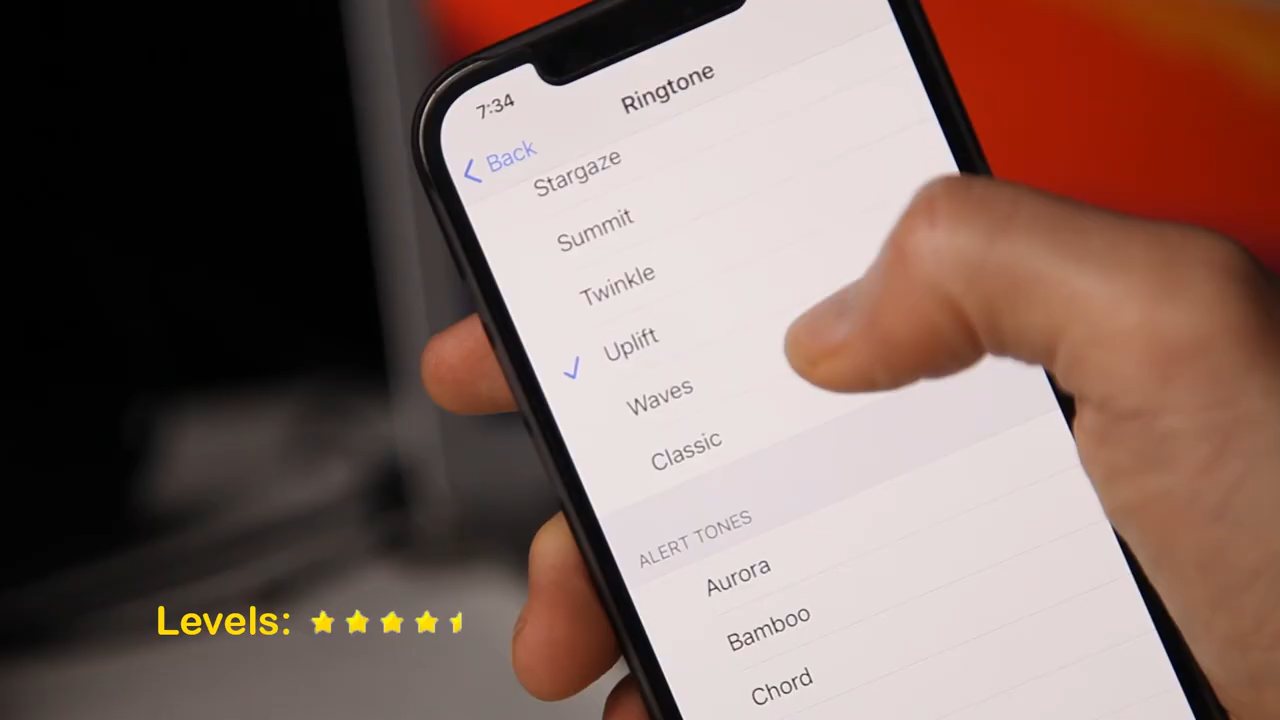 7:34
Ringtone
Back
Stargaze
Summit
Twinkle
Uplift
Waves
Classic
ALERT TONES
Aurora
Bamboo
Chord
Levels: